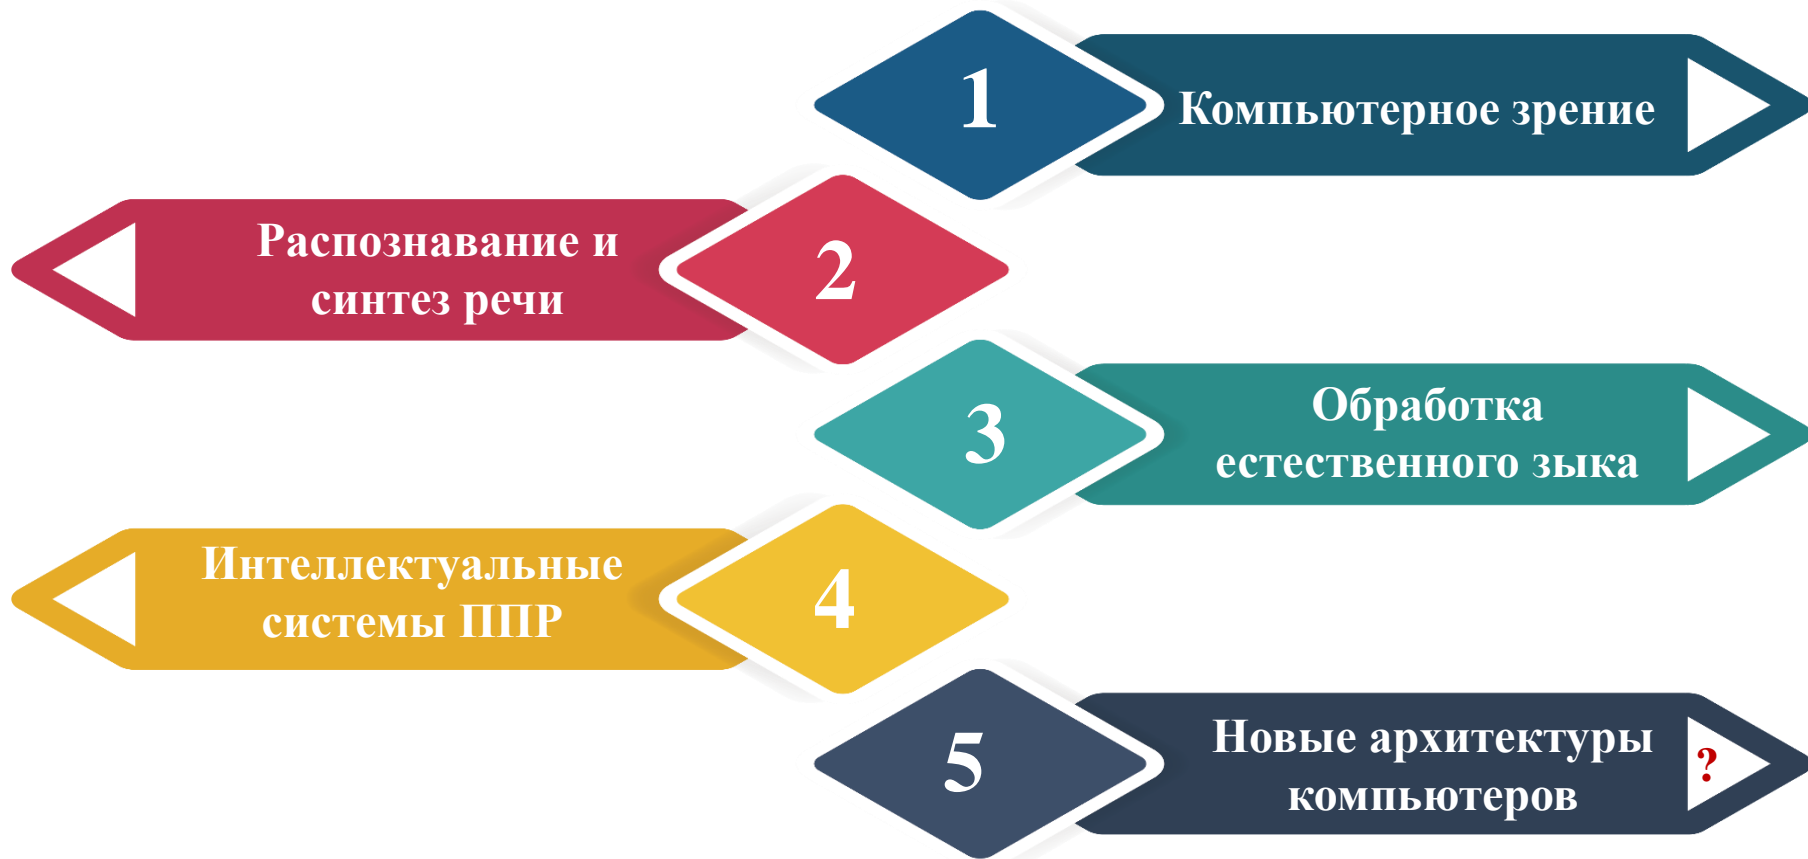 1
Компьютерное зрение
2
Распознавание и
синтез речи
3
Обработка
естественного зыка
4
Интеллектуальные
системы ППР
5
Новые архитектуры
компьютеров
?